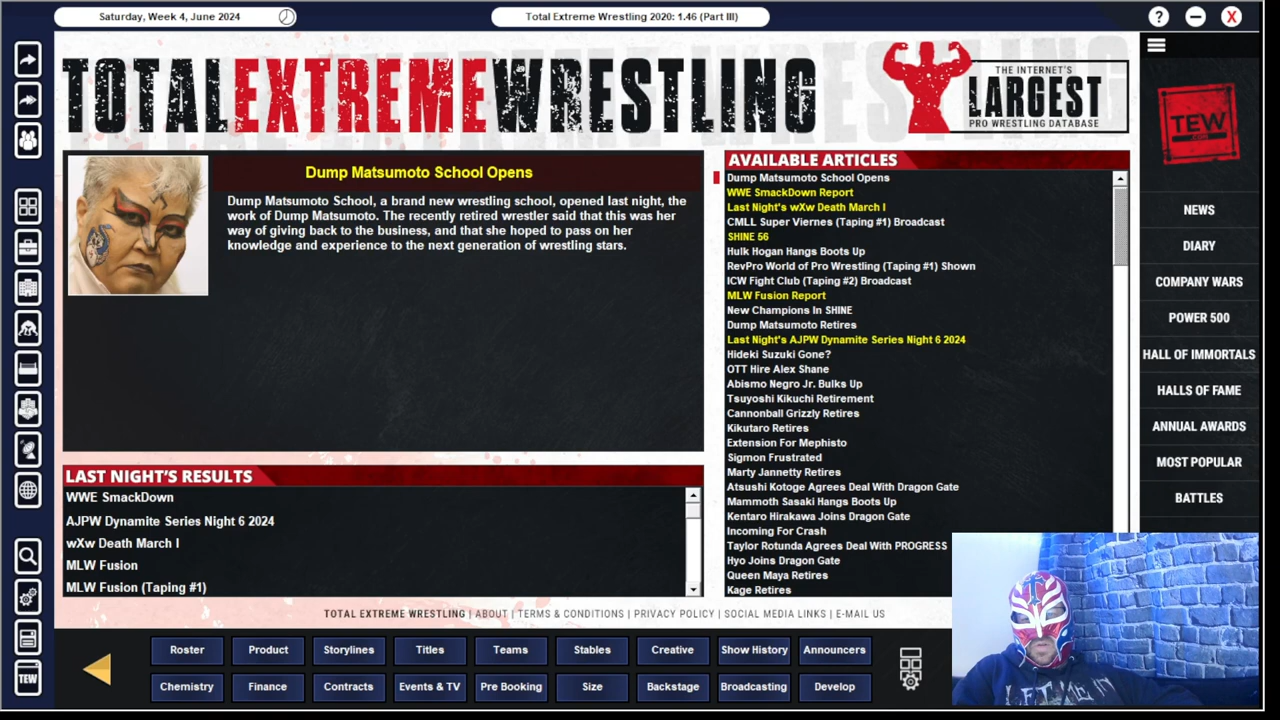 Saturday, Week 4, June 2024
Total Extreme Wrestling 2020: 1.46 (Part III)
?
X
TOTALEXTREMEWRESTLING
THE INTERNET'S
LARGEST
PRO WRESTLING DATABASE
TEW
.COM
NEWS
DIARY
COMPANY WARS
POWER 500
HALL OF IMMORTALS
HALLS OF FAME
ANNUAL AWARDS
MOST POPULAR
BATTLES
Dump Matsumoto School Opens
Dump Matsumoto School, a brand new wrestling school, opened last night, the
work of Dump Matsumoto. The recently retired wrestler said that this was her
way of giving back to the business, and that she hoped to pass on her
knowledge and experience to the next generation of wrestling stars.
AVAILABLE ARTICLES
Dump Matsumoto School Opens
WWE SmackDown Report
Last Night's wXw Death March I
CMLL Super Viernes (Taping #1) Broadcast
SHINE 56
Hulk Hogan Hangs Boots Up
RevPro World of Pro Wrestling (Taping #1) Shown
ICW Fight Club (Taping #2) Broadcast
MLW Fusion Report
New Champions In SHINE
Dump Matsumoto Retires
Last Night's AJPW Dynamite Series Night 6 2024
Hideki Suzuki Gone?
OTT Hire Alex Shane
Abismo Negro Jr. Bulks Up
Tsuyoshi Kikuchi Retirement
Cannonball Grizzly Retires
Kikutaro Retires
Extension For Mephisto
Sigmon Frustrated
Marty Jannetty Retires
Atsushi Kotoge Agrees Deal With Dragon Gate
Mammoth Sasaki Hangs Boots Up
Kentaro Hirakawa Joins Dragon Gate
Incoming For Crash
Taylor Rotunda Agrees Deal With PROGRESS
Hyo Joins Dragon Gate
Queen Maya Retires
Kage Retires
LAST NIGHT'S RESULTS
WWE SmackDown
AJPW Dynamite Series Night 6 2024
wXw Death March I
MLW Fusion
MLW Fusion (Taping #1)
TOTAL EXTREME WRESTLING | ABOUT | TERMS & CONDITIONS | PRIVACY POLICY | SOCIAL MEDIA LINKS | E-MAIL US
TEW
Roster
Product
Storylines
Titles
Teams
Stables
Creative
Show History
Announcers
Chemistry
Finance
Contracts
Events & TV
Pre Booking
Size
Backstage
Broadcasting
Develop
LET ME IN